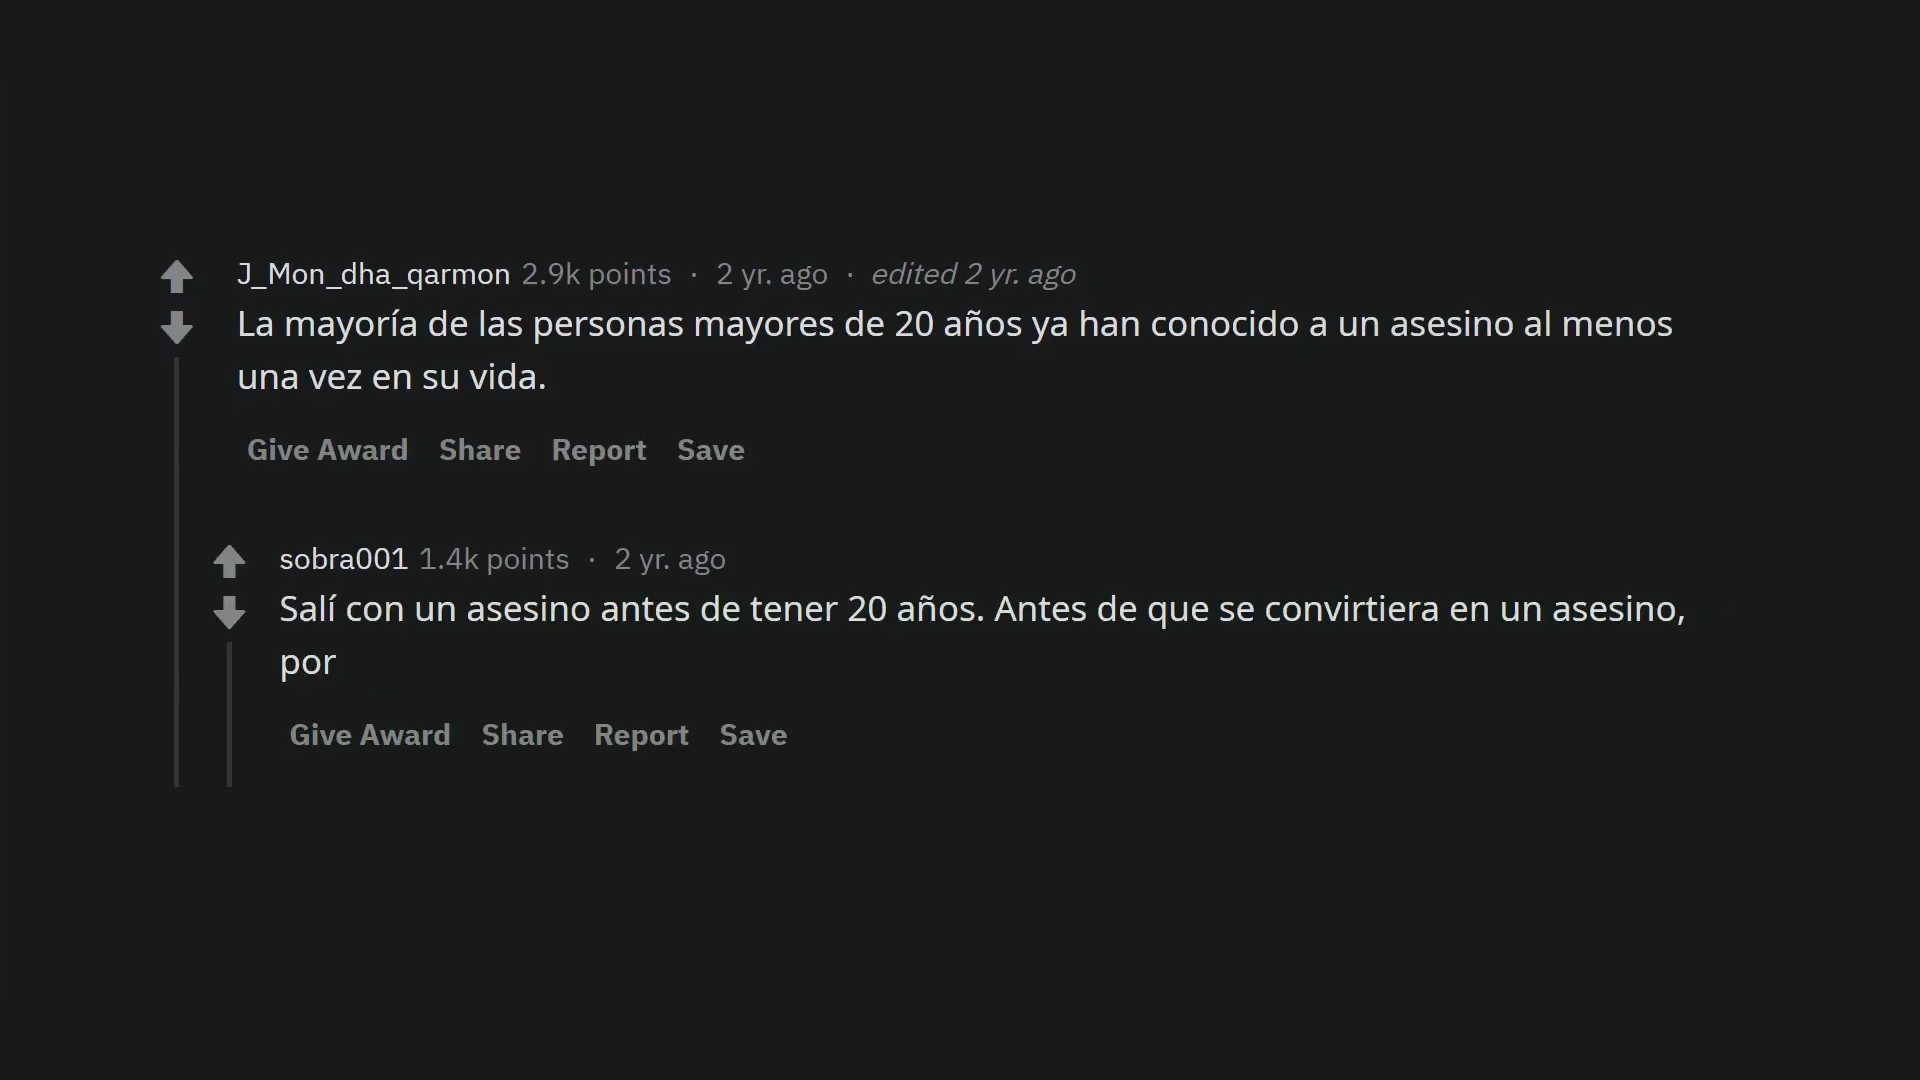 J_Mon_dha_qarmon 2.9k points · 2 yr. ago · edited 2 yr. ago
La mayoría de las personas mayores de 20 años ya han conocido a un asesino al menos
una vez en su vida.
Give Award Share Report Save
sobra001 1.4k points · 2 yr. ago
Salí con un asesino antes de tener 20 años. Antes de que se convirtiera en un asesino,
por
Give Award Share Report Save